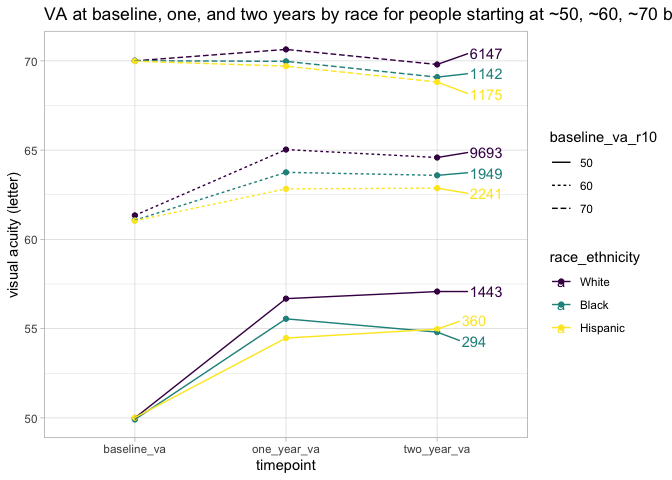 VA at baseline, one, and two years by race for people starting at ~50, ~60, ~70 b
visual acuity (letter)
70
65
60
55
50
6147
1142
1175
9693
1949
2241
1443
360
294
baseline_va
one_year_va
two_year_va
timepoint
baseline_va_r10
50
60
70
race_ethnicity
a White
a Black
a Hispanic